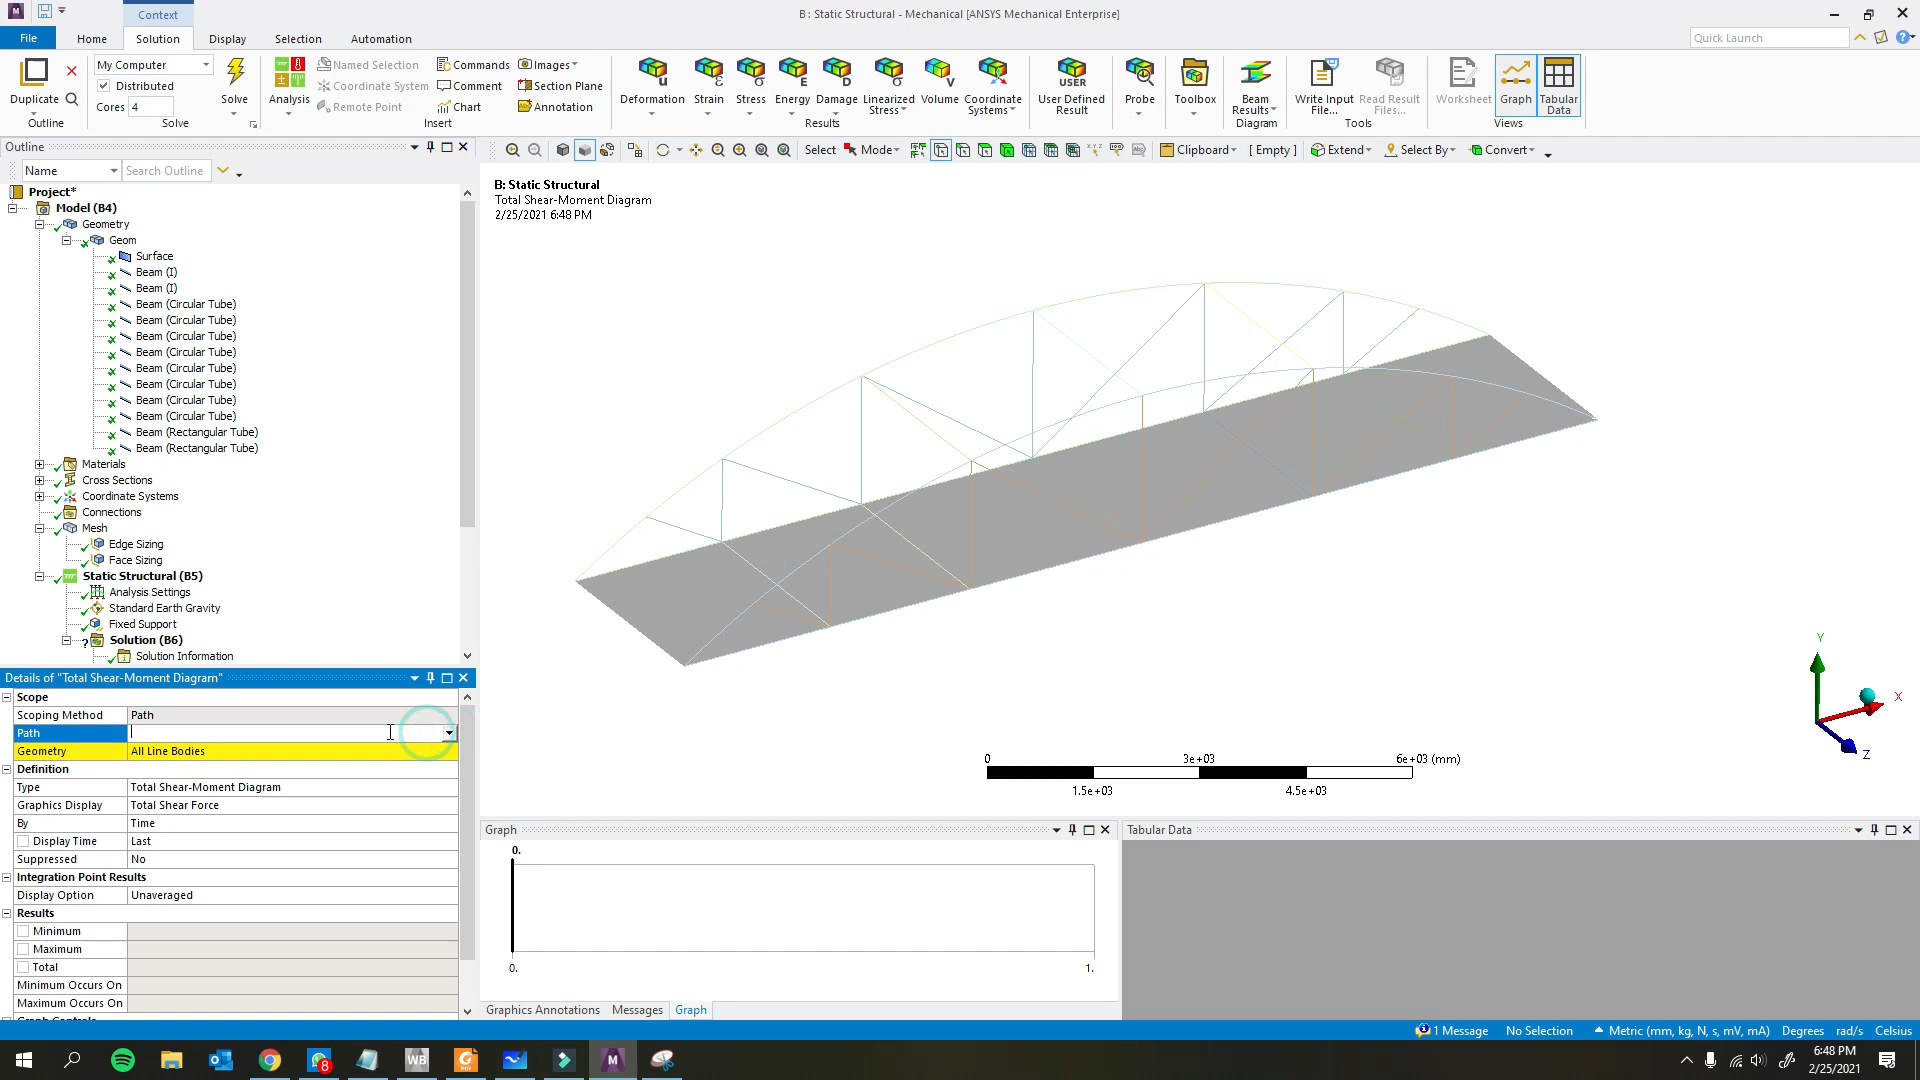 Context
B : Static Structural - Mechanical [ANSYS Mechanical Enterprise]
File
Home
Solution
Display
Selection
Automation
Quick Launch
Duplicate
Outline
My Computer
Distributed
Cores 4
Solve
Solve
Analysis
Named Selection
Coordinate System
Remote Point
Commands
Comment
Chart
Images
Section Plane
Annotation
Insert
Deformation
Strain
Stress
Energy
Damage
Linearized Stress
Volume
Coordinate Systems
Results
User Defined Result
Probe
Toolbox
Beam Results
Diagram
Write Input File...
Read Result Files...
Tools
Worksheet
Graph
Tabular Data
Views
Outline
Name
Search Outline
Select
Mode
Clipboard
[ Empty ]
Extend
Select By
Convert
Project*
Model (B4)
Geometry
Geom
Surface
Beam (I)
Beam (I)
Beam (Circular Tube)
Beam (Circular Tube)
Beam (Circular Tube)
Beam (Circular Tube)
Beam (Circular Tube)
Beam (Circular Tube)
Beam (Circular Tube)
Beam (Circular Tube)
Beam (Rectangular Tube)
Beam (Rectangular Tube)
Materials
Cross Sections
Coordinate Systems
Connections
Mesh
Edge Sizing
Face Sizing
Static Structural (B5)
Analysis Settings
Standard Earth Gravity
Fixed Support
Solution (B6)
Solution Information
B: Static Structural
Total Shear-Moment Diagram
2/25/2021 6:48 PM
0
3e+03
6e+03 (mm)
1.5e+03
4.5e+03
Y
X
Z
Details of "Total Shear-Moment Diagram"
Scope
Scoping Method Path
Path
Geometry All Line Bodies
Definition
Type Total Shear-Moment Diagram
Graphics Display Total Shear Force
By Time
Display Time Last
Suppressed No
Integration Point Results
Display Option Unaveraged
Results
Minimum
Maximum
Total
Minimum Occurs On
Maximum Occurs On
Graph
0.
0.
1.
Graphics Annotations
Messages
Graph
Tabular Data
1 Message
No Selection
Metric (mm, kg, N, s, mV, mA)
Degrees
rad/s
Celsius
8
6:48 PM
2/25/2021